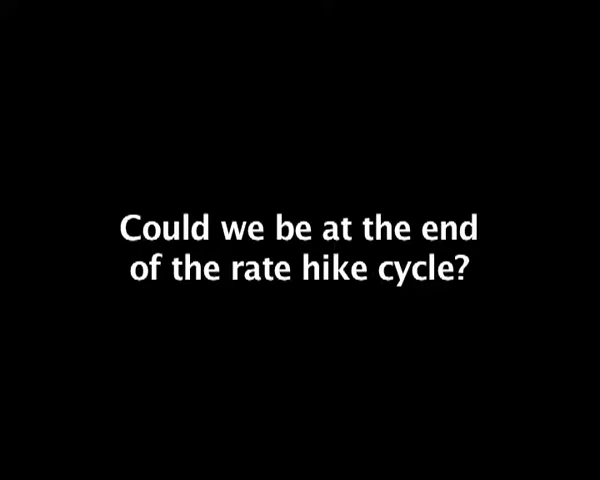 Could we be at the end
of the rate hike cycle?